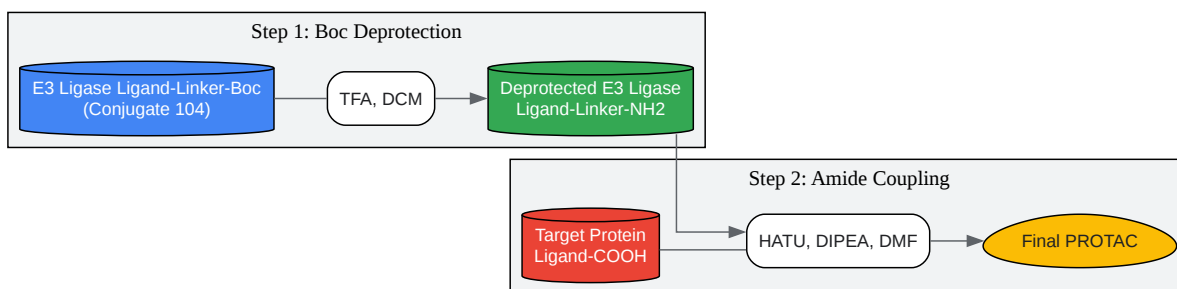 Step 1: Boc Deprotection
E3 Ligase Ligand-Linker-Boc
(Conjugate 104)
TFA, DCM
Deprotected E3 Ligase
Ligand-Linker-NH2
Step 2: Amide Coupling
Target Protein
Ligand-COOH
HATU, DIPEA, DMF
Final PROTAC